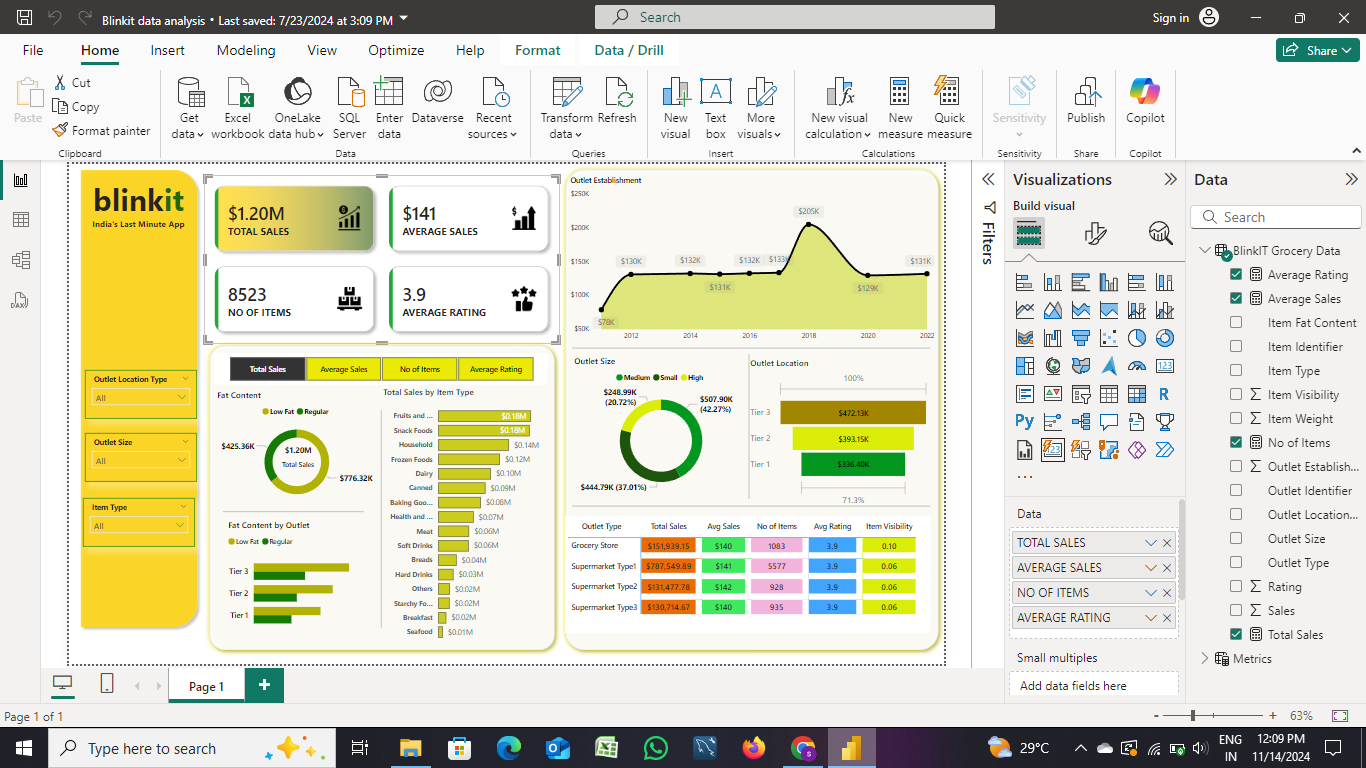 Blinkit data analysis • Last saved: 7/23/2024 at 3:09 PM
Search
Sign in
File Home Insert Modeling View Optimize Help Format Data / Drill
Share
Paste
Cut
Copy
Format painter
Clipboard
Get data
Excel workbook
OneLake data hub
SQL Server
Enter data
Dataverse
Recent sources
Data
Transform data
Refresh
Queries
New visual
Text box
More visuals
Insert
New visual calculation
New measure
Quick measure
Calculations
Sensitivity
Sensitivity
Publish
Share
Copilot
Copilot
blinkit
India's Last Minute App
Outlet Location Type
All
Outlet Size
All
Item Type
All
$1.20M
TOTAL SALES
$141
AVERAGE SALES
8523
NO OF ITEMS
3.9
AVERAGE RATING
Total Sales Average Sales No of Items Average Rating
Fat Content
Low Fat Regular
$425.36K
$1.20M
Total Sales
$776.32K
Fat Content by Outlet
Low Fat Regular
Tier 3
Tier 2
Tier 1
Total Sales by Item Type
Fruits and ... $0.18M
Snack Foods $0.18M
Household $0.14M
Frozen Foods $0.12M
Dairy $0.10M
Canned $0.09M
Baking Goo... $0.08M
Health and ... $0.07M
Meat $0.06M
Soft Drinks $0.06M
Breads $0.04M
Hard Drinks $0.03M
Others $0.02M
Starchy Fo... $0.02M
Breakfast $0.02M
Seafood $0.01M
Outlet Establishment
$250K
$200K
$150K
$100K
$50K
$78K
$130K
$132K
$131K
$132K
$133K
$205K
$129K
$131K
2012 2014 2016 2018 2020 2022
Outlet Size
Medium Small High
$248.99K
(20.72%)
$507.90K
(42.27%)
$444.79K (37.01%)
Outlet Location
100%
Tier 3 $472.13K
Tier 2 $393.15K
Tier 1 $336.40K
71.3%
Outlet Type Total Sales Avg Sales No of Items Avg Rating Item Visibility
Grocery Store $151,939.15 $140 1083 3.9 0.10
Supermarket Type1 $787,549.89 $141 5577 3.9 0.06
Supermarket Type2 $131,477.78 $142 928 3.9 0.06
Supermarket Type3 $130,714.67 $140 935 3.9 0.06
Filters
Visualizations
Build visual
123
R
Py
...
Data
TOTAL SALES
AVERAGE SALES
NO OF ITEMS
AVERAGE RATING
Small multiples
Add data fields here
Data
Search
BlinkIT Grocery Data
Average Rating
Average Sales
Item Fat Content
Item Identifier
Item Type
Item Visibility
Item Weight
No of Items
Outlet Establish...
Outlet Identifier
Outlet Location...
Outlet Size
Outlet Type
Rating
Sales
Total Sales
Metrics
Page 1
Page 1 of 1
63%
Type here to search
29°C
ENG
IN
12:09 PM
11/14/2024